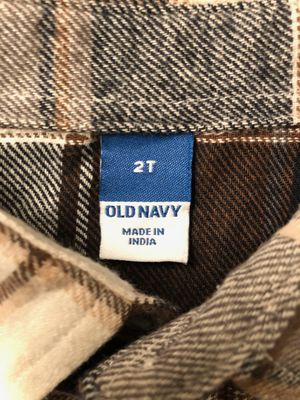 2T
OLD NAVY
MADE IN
INDIA